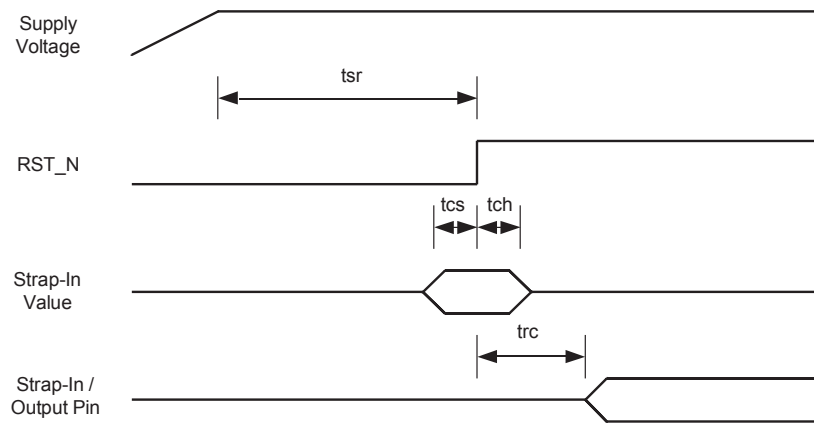 Supply
Voltage
tsr
RST_N
tcs
tch
Strap-In
Value
trc
Strap-In /
Output Pin